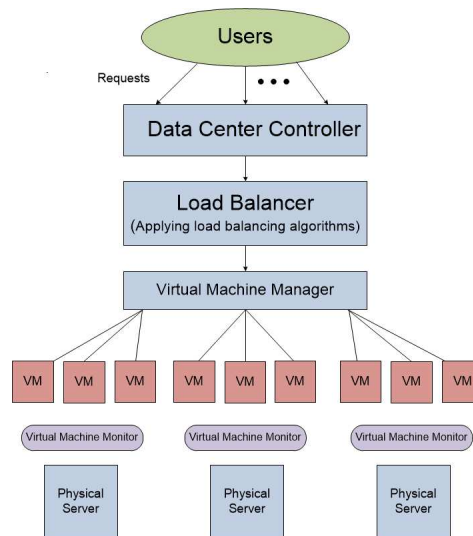 Users
Requests
Data Center Controller
Load Balancer
(Applying load balancing algorithms)
Virtual Machine Manager
VM VM VM VM VM VM VM VM VM
Virtual Machine Monitor Virtual Machine Monitor Virtual Machine Monitor
Physical Physical Physical
Server Server Server